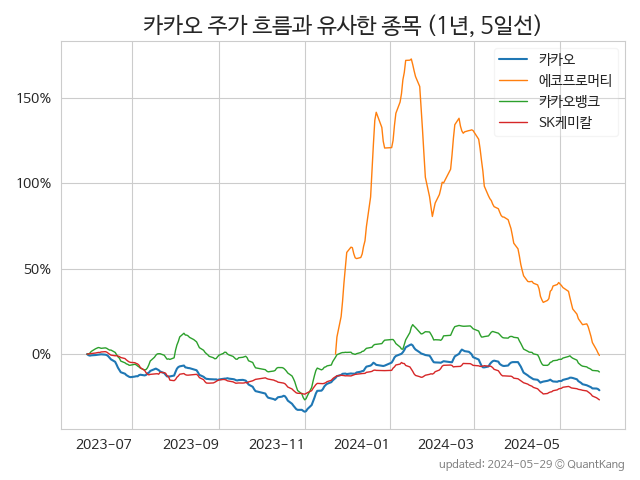 카카오 주가 흐름과 유사한 종목 (1년, 5일선)
카카오
에코프로머티
카카오뱅크
SK케미칼
150%
100%
50%
0%
2023-07 2023-09 2023-11 2024-01 2024-03 2024-05
updated: 2024-05-29 © QuantKang